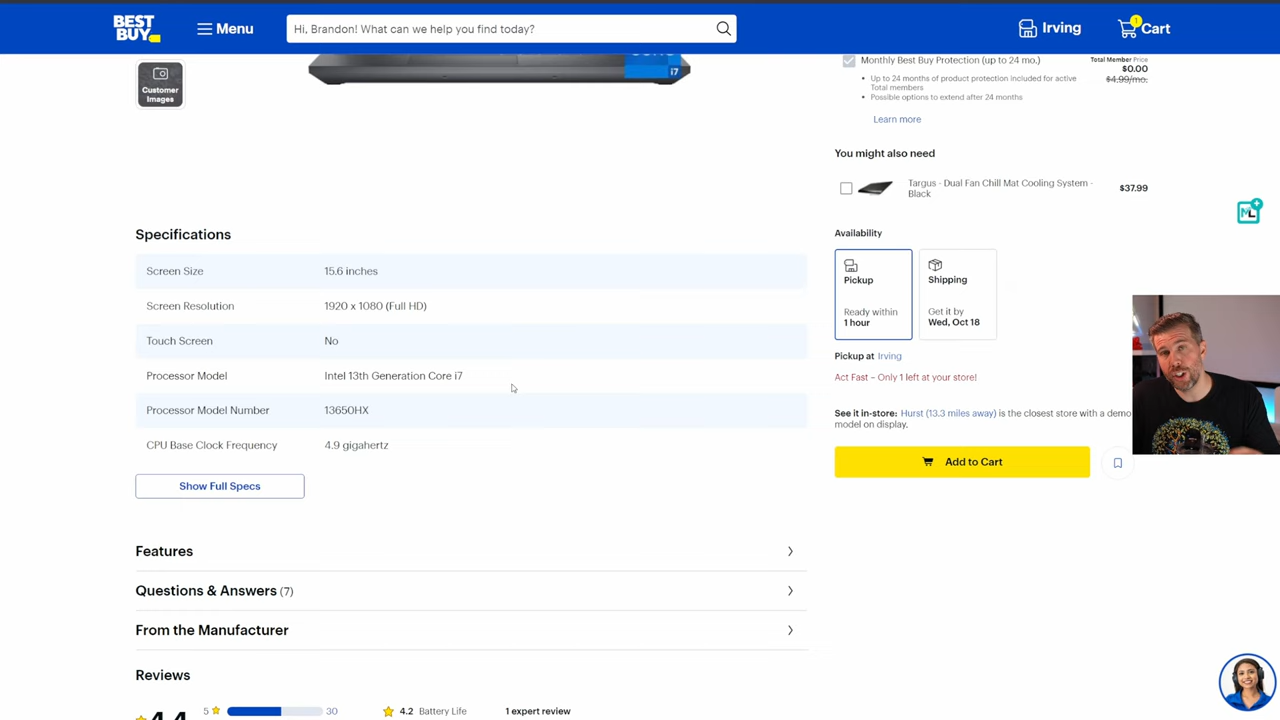 BEST
BUY
Menu
Hi, Brandon! What can we help you find today?
Irving
1
Cart
Customer
Images
i7
Monthly Best Buy Protection (up to 24 mo.)
Up to 24 months of product protection included for active
Total members
Possible options to extend after 24 months
Learn more
Total Member Price
$0.00
$4.99/mo.
You might also need
Targus - Dual Fan Chill Mat Cooling System -
Black
$37.99
Availability
Pickup
Ready within
1 hour
Shipping
Get it by
Wed, Oct 18
Pickup at Irving
Act Fast – Only 1 left at your store!
See it in-store: Hurst (13.3 miles away) is the closest store with a demo
model on display.
Add to Cart
ML
Specifications
Screen Size 15.6 inches
Screen Resolution 1920 x 1080 (Full HD)
Touch Screen No
Processor Model Intel 13th Generation Core i7
Processor Model Number 13650HX
CPU Base Clock Frequency 4.9 gigahertz
Show Full Specs
Features
Questions & Answers (7)
From the Manufacturer
Reviews
4.4
5 30
4.2 Battery Life
1 expert review